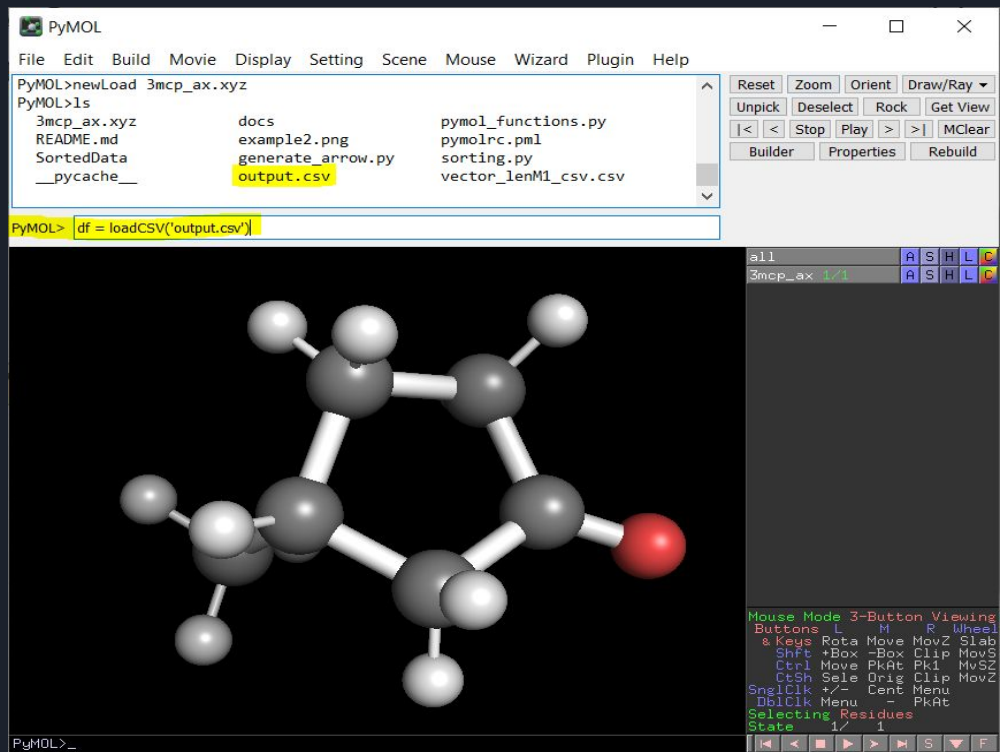 PyMOL
File Edit Build Movie Display Setting Scene Mouse Wizard Plugin Help
PyMOL>newLoad 3mcp_ax.xyz
PyMOL>ls
3mcp_ax.xyz docs pymol_functions.py
README.md example2.png pymolrc.pml
SortedData generate_arrow.py sorting.py
__pycache__ output.csv vector_lenM1_csv.csv
PyMOL> df = loadCSV('output.csv')
Reset Zoom Orient Draw/Ray
Unpick Deselect Rock Get View
|< < Stop Play > >| MClear
Builder Properties Rebuild
all A S H L C
3mcp_ax 1/1 A S H L C
Mouse Mode 3-Button Viewing
Buttons L M R Wheel
& Keys Rota Move MovZ Slab
Shft +Box -Box Clip MovS
Ctrl Move PkAt Pk1 MvSZ
CtSh Sele Orig Clip MovZ
SnglClk +/- Cent Menu
DblClk Menu - PkAt
Selecting Residues
State 1/ 1
PyMOL>_
S F